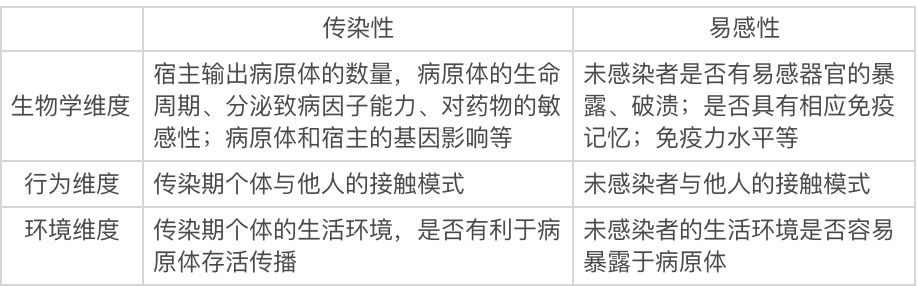 传染性
易感性
生物学维度
宿主输出病原体的数量，病原体的生命
周期、分泌致病因子能力、对药物的敏
感性；病原体和宿主的基因影响等
未感染者是否有易感器官的暴
露、破溃；是否具有相应免疫
记忆；免疫力水平等
行为维度
传染期个体与他人的接触模式
未感染者与他人的接触模式
环境维度
传染期个体的生活环境，是否有利于病
原体存活传播
未感染者的生活环境是否容易
暴露于病原体